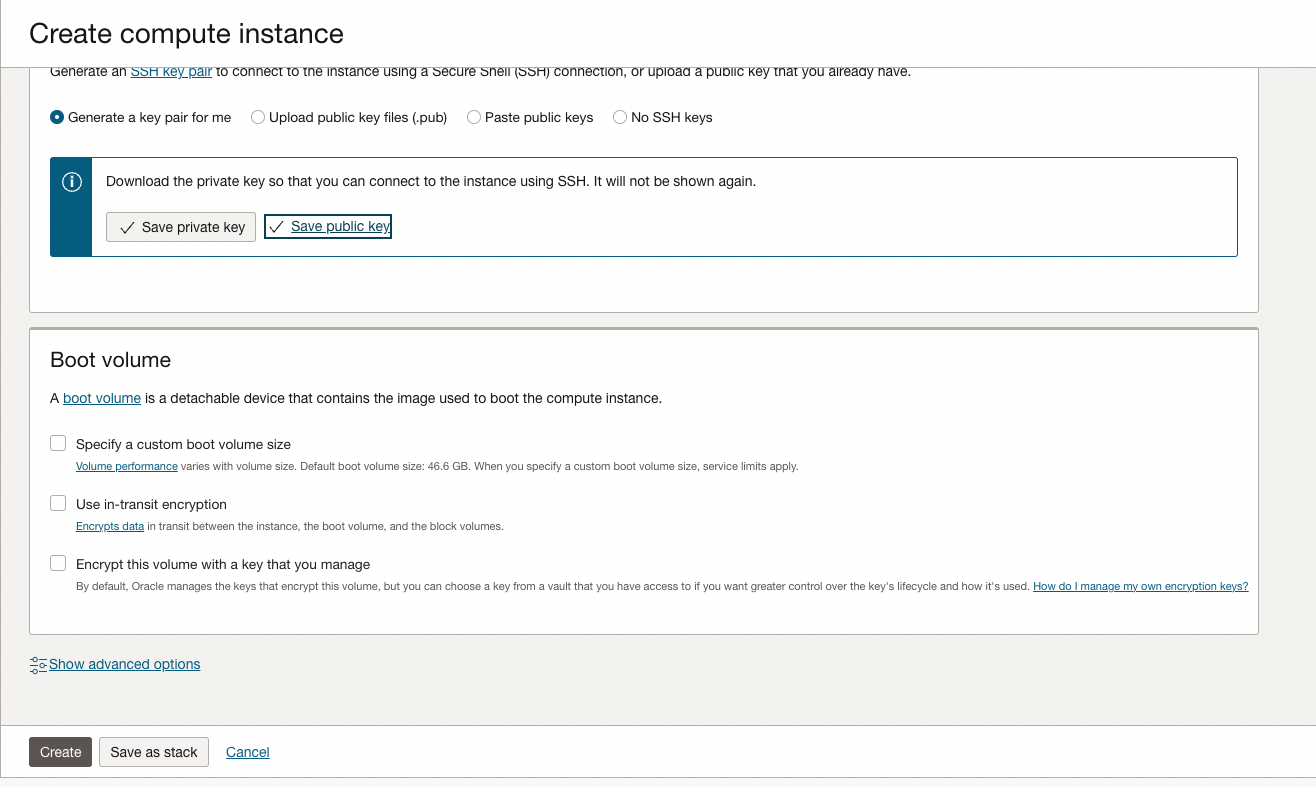 Create compute instance
Generate an SSH key pair to connect to the instance using a Secure Shell (SSH) connection, or upload a public key that you already have.
Generate a key pair for me Upload public key files (.pub) Paste public keys No SSH keys
Download the private key so that you can connect to the instance using SSH. It will not be shown again.
Save private key Save public key
Boot volume
A boot volume is a detachable device that contains the image used to boot the compute instance.
Specify a custom boot volume size
Volume performance varies with volume size. Default boot volume size: 46.6 GB. When you specify a custom boot volume size, service limits apply.
Use in-transit encryption
Encrypts data in transit between the instance, the boot volume, and the block volumes.
Encrypt this volume with a key that you manage
By default, Oracle manages the keys that encrypt this volume, but you can choose a key from a vault that you have access to if you want greater control over the key's lifecycle and how it's used. How do I manage my own encryption keys?
Show advanced options
Create Save as stack Cancel